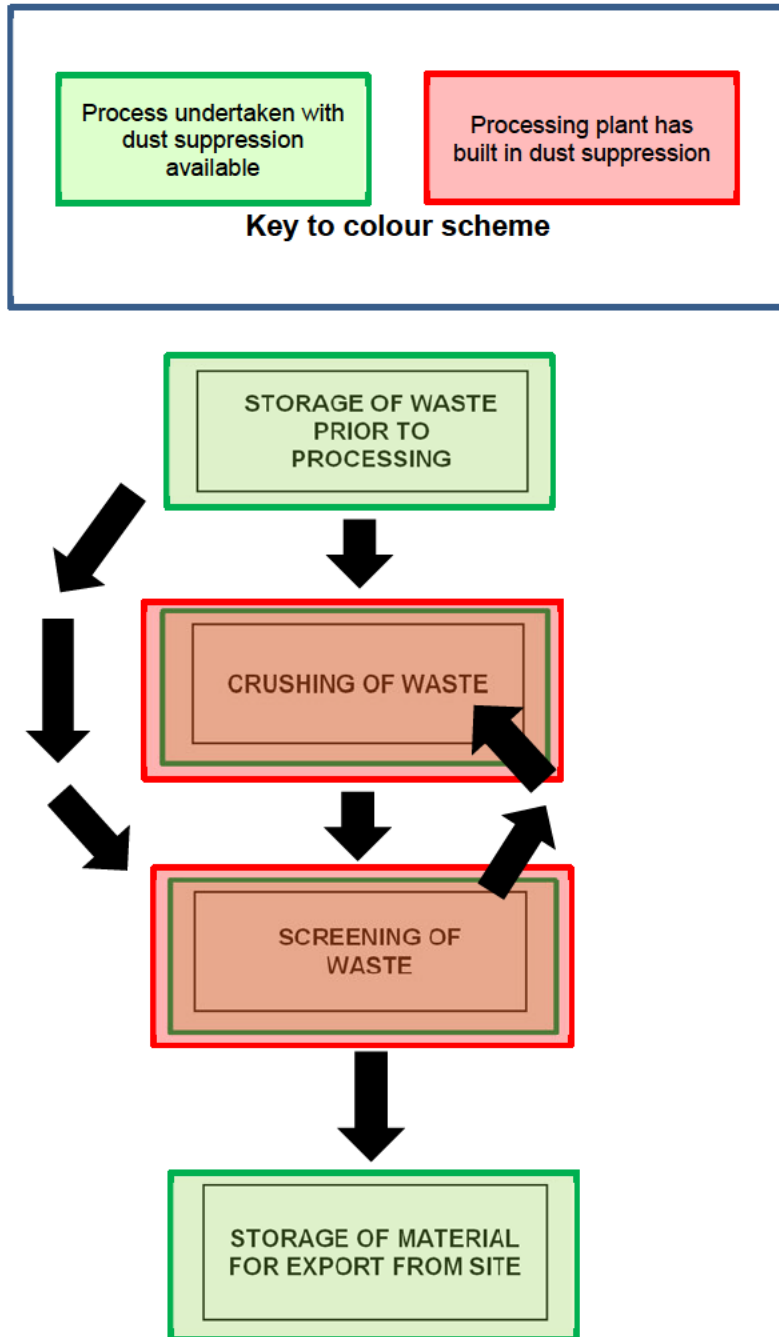 Process undertaken with
dust suppression
available
Processing plant has
built in dust suppression
Key to colour scheme
STORAGE OF WASTE
PRIOR TO
PROCESSING
CRUSHING OF WASTE
SCREENING OF
WASTE
STORAGE OF MATERIAL
FOR EXPORT FROM SITE